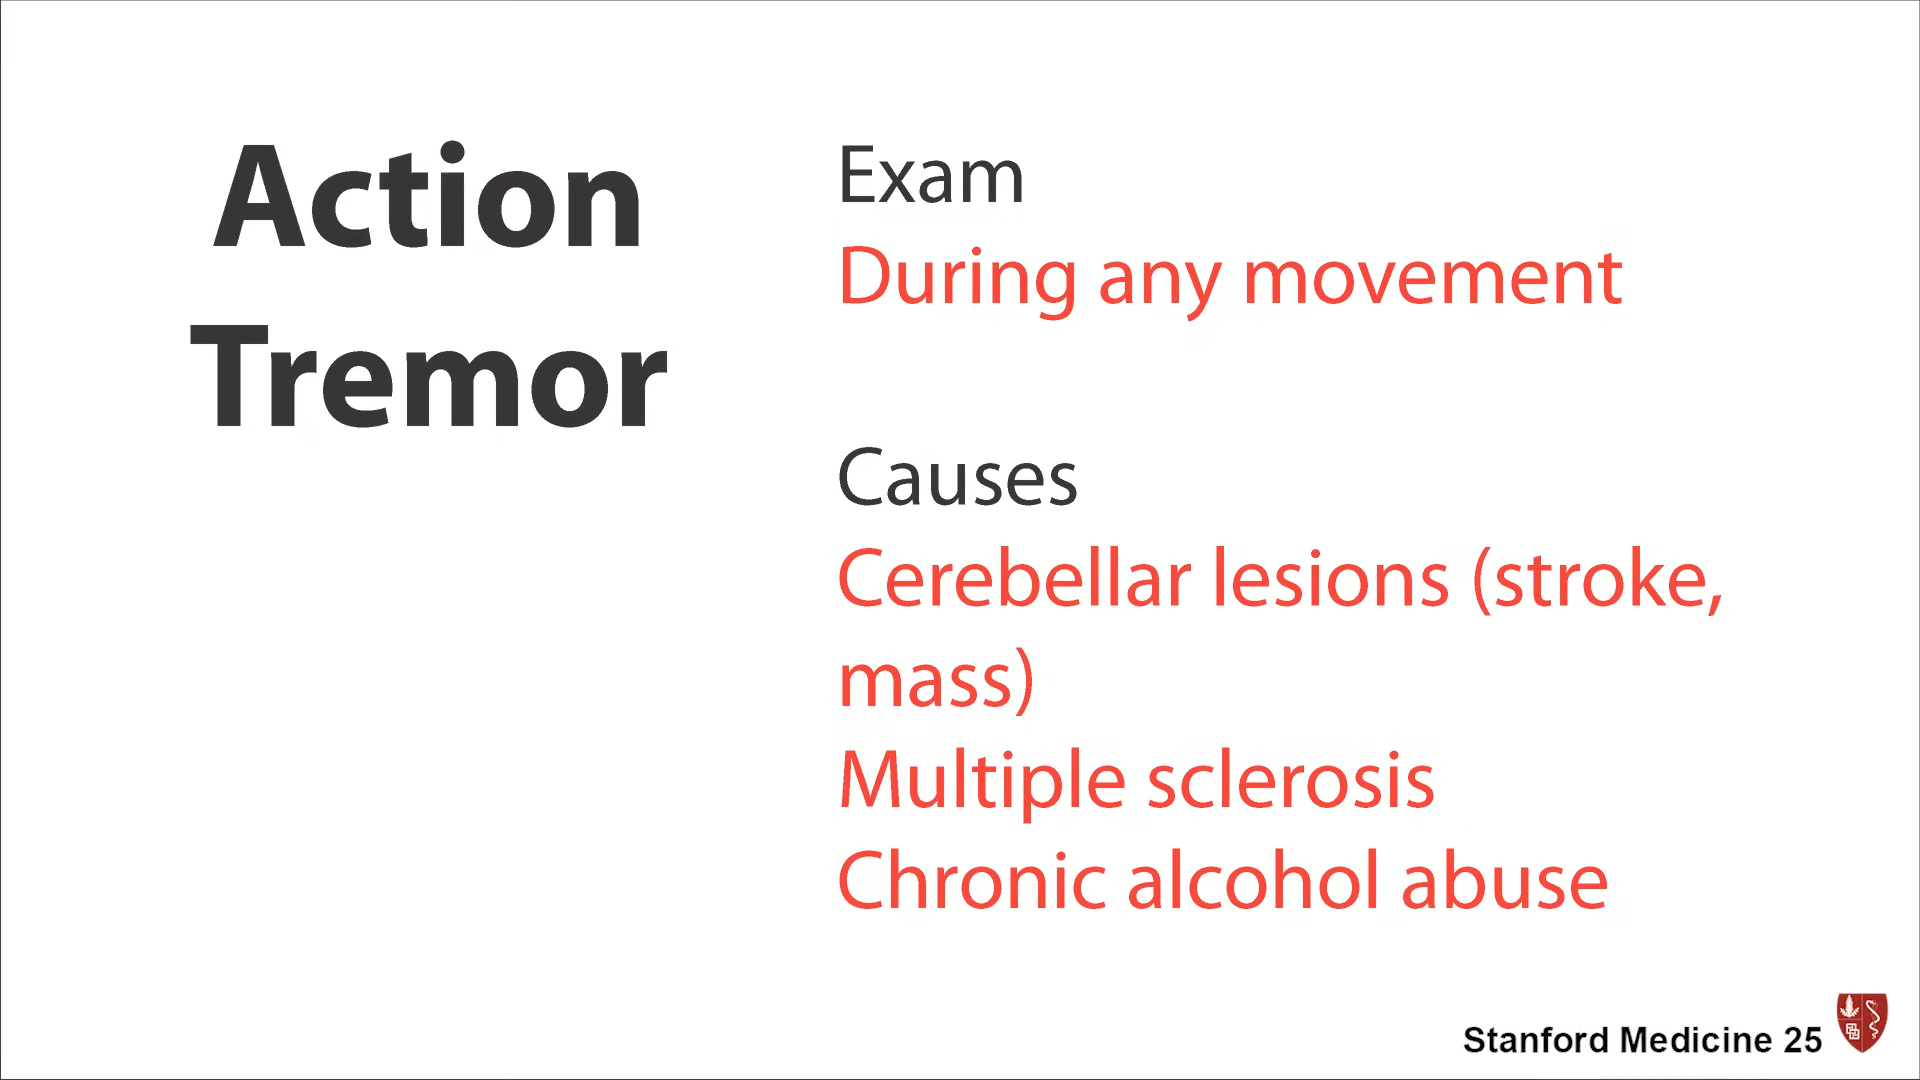 Action
Tremor
Exam
During any movement
Causes
Cerebellar lesions (stroke,
mass)
Multiple sclerosis
Chronic alcohol abuse
Stanford Medicine 25